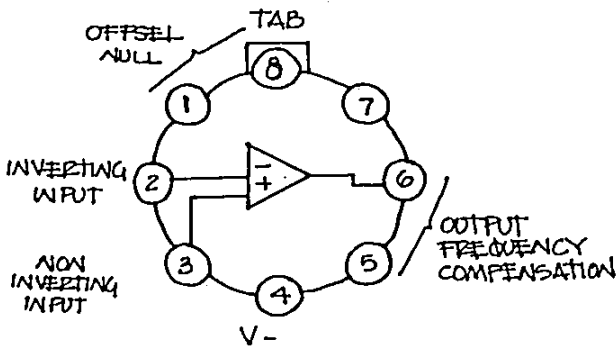 OFFSEL
NULL
TAB
8
1
7
INVERTING
INPUT
2
-
+
6
NON
INVERTING
INPUT
3
5
OUTPUT
FREQUENCY
COMPENSATION
4
V-